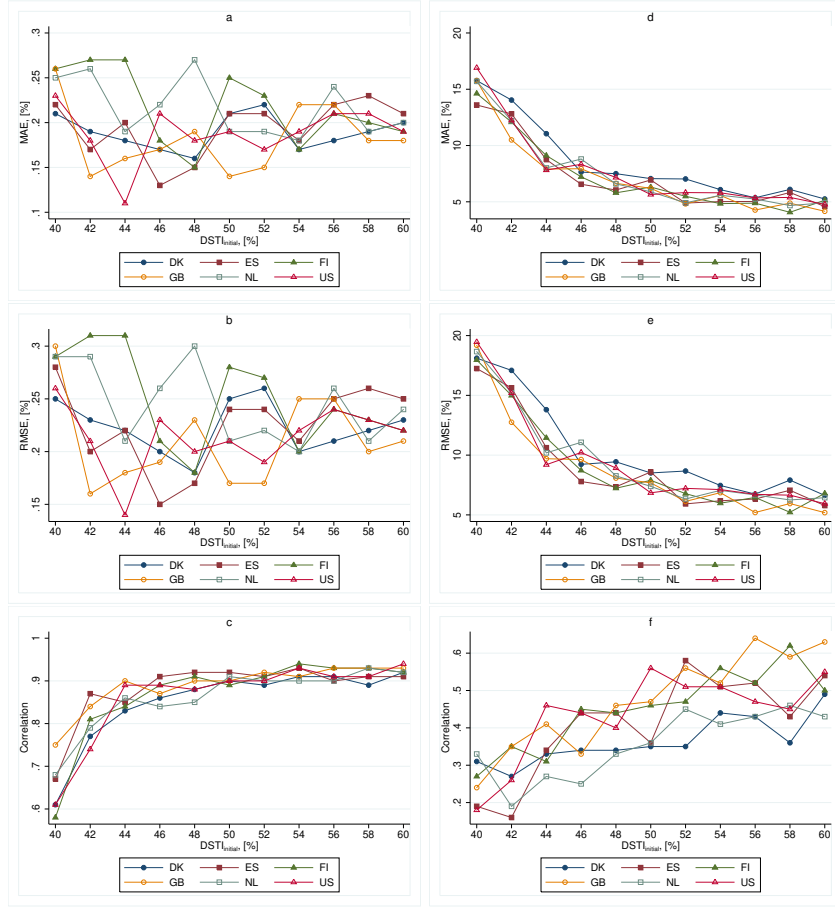 a
MAE, [%]
.3
.25
.2
.15
.1
40 42 44 46 48 50 52 54 56 58 60
DSTIinitial, [%]
DK ES FI
GB NL US
d
MAE, [%]
20
15
10
5
40 42 44 46 48 50 52 54 56 58 60
DSTIinitial, [%]
DK ES FI
GB NL US
b
RMSE, [%]
.3
.25
.2
.15
40 42 44 46 48 50 52 54 56 58 60
DSTIinitial, [%]
DK ES FI
GB NL US
e
RMSE, [%]
20
15
10
5
40 42 44 46 48 50 52 54 56 58 60
DSTIinitial, [%]
DK ES FI
GB NL US
c
Correlation
1
.9
.8
.7
.6
40 42 44 46 48 50 52 54 56 58 60
DSTIinitial, [%]
DK ES FI
GB NL US
f
Correlation
.6
.5
.4
.3
.2
40 42 44 46 48 50 52 54 56 58 60
DSTIinitial, [%]
DK ES FI
GB NL US